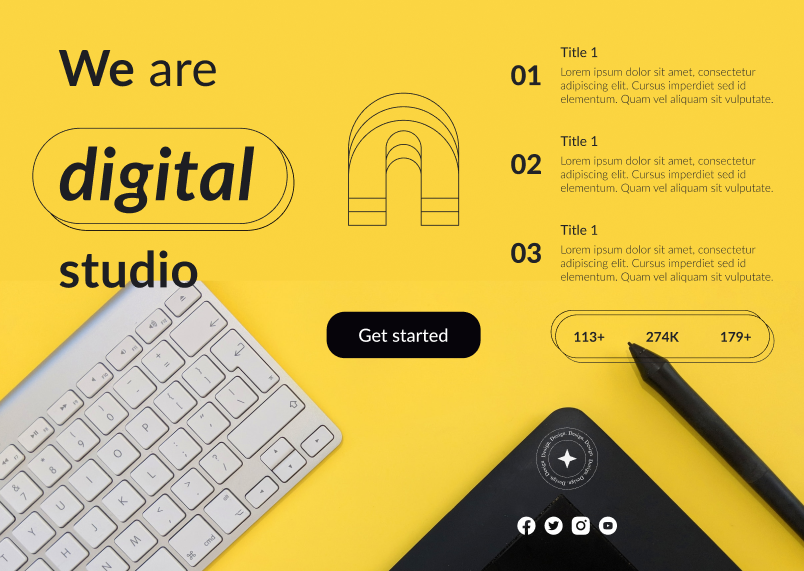 We are
digital
studio
Get started
Title 1
01
Lorem ipsum dolor sit amet, consectetur
adipiscing elit. Cursus imperdiet sed id
elementum. Quam vel aliquam sit vulputate.
Title 1
02
Lorem ipsum dolor sit amet, consectetur
adipiscing elit. Cursus imperdiet sed id
elementum. Quam vel aliquam sit vulputate.
Title 1
03
Lorem ipsum dolor sit amet, consectetur
adipiscing elit. Cursus imperdiet sed id
elementum. Quam vel aliquam sit vulputate.
113+ 274K 179+
Design. Design. Design. Design. Design. Design.